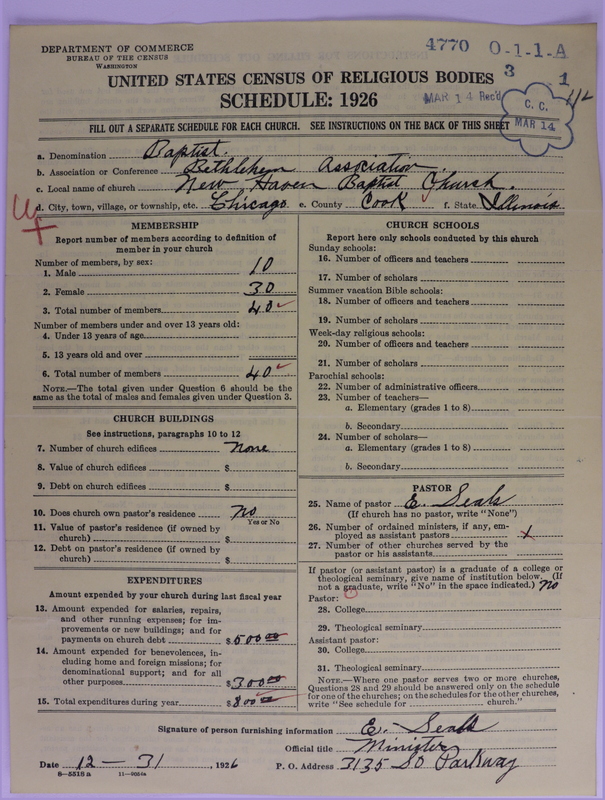 DEPARTMENT OF COMMERCE
BUREAU OF THE CENSUS
WASHINGTON
4770 O-1-1-A
3 1
MAR 14 Rec'd
C. C.
MAR 14
UNITED STATES CENSUS OF RELIGIOUS BODIES
SCHEDULE: 1926
FILL OUT A SEPARATE SCHEDULE FOR EACH CHURCH. SEE INSTRUCTIONS ON THE BACK OF THIS SHEET
a. Denomination Baptist.
b. Association or Conference Bethlehem Association.
c. Local name of church New Haven Baptist Church.
d. City, town, village, or township, etc. Chicago e. County Cook f. State Illinois
MEMBERSHIP
Report number of members according to definition of
member in your church
Number of members, by sex:
1. Male 10
2. Female 30
3. Total number of members 40
Number of members under and over 13 years old:
4. Under 13 years of age
5. 13 years old and over
6. Total number of members 40
NOTE.—The total given under Question 6 should be
same as the total of males and females given under Question 3.
CHURCH BUILDINGS
See instructions, paragraphs 10 to 12
7. Number of church edifices none
8. Value of church edifices $
9. Debt on church edifices $
10. Does church own pastor's residence No
Yes or No
11. Value of pastor's residence (if owned by
church) $
12. Debt on pastor's residence (if owned by
church) $
EXPENDITURES
Amount expended by your church during last fiscal year
13. Amount expended for salaries, repairs,
and other running expenses; for im-
provements or new buildings; and for
payments on church debt $500 00
14. Amount expended for benevolences, in-
cluding home and foreign missions; for
denominational support; and for all
other purposes $300 00
15. Total expenditures during year $800 00
CHURCH SCHOOLS
Report here only schools conducted by this church
Sunday schools:
16. Number of officers and teachers
17. Number of scholars
Summer vacation Bible schools:
18. Number of officers and teachers
19. Number of scholars
Week-day religious schools:
20. Number of officers and teachers
21. Number of scholars
Parochial schools:
22. Number of administrative officers
23. Number of teachers—
a. Elementary (grades 1 to 8)
b. Secondary
24. Number of scholars—
a. Elementary (grades 1 to 8)
b. Secondary
PASTOR
25. Name of pastor E. Seals
(If church has no pastor, write "None")
26. Number of ordained ministers, if any, em-
ployed as assistant pastors
27. Number of other churches served by the
pastor or his assistants
If pastor (or assistant pastor) is a graduate of a college or
theological seminary, give name of institution below. (If
not a graduate, write "No" in the space indicated.) No
Pastor:
28. College
29. Theological seminary
Assistant pastor:
30. College
31. Theological seminary
NOTE.—Where one pastor serves two or more churches,
Questions 28 and 29 should be answered only on the schedule
for one of the churches; on the schedules for the other churches,
write "See schedule for church."
Signature of person furnishing information E. Seals
Official title Minister
Date 12 — 31, 1926 P. O. Address 3135 So Parkway
8—5518 a 11—9054a